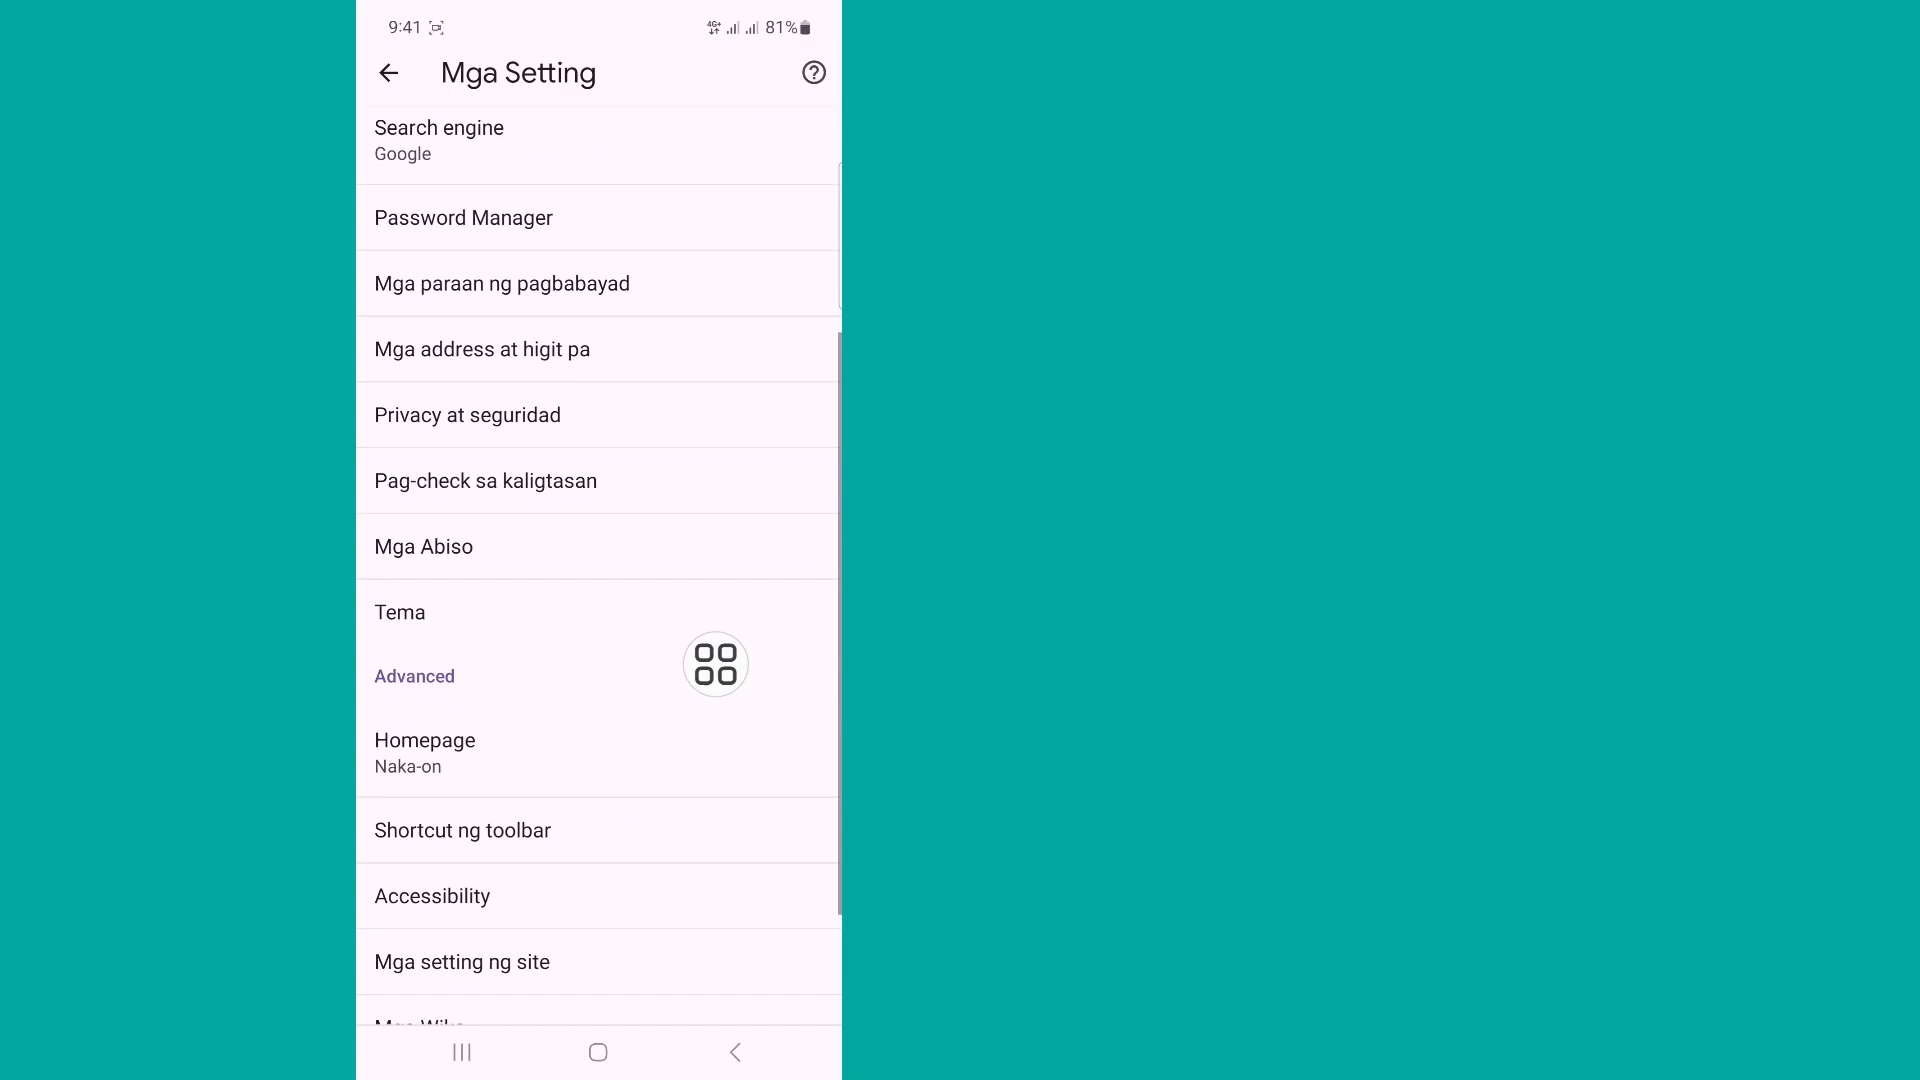 9:41 4G+ 81%
Mga Setting
Search engine
Google
Password Manager
Mga paraan ng pagbabayad
Mga address at higit pa
Privacy at seguridad
Pag-check sa kaligtasan
Mga Abiso
Tema
Advanced
Homepage
Naka-on
Shortcut ng toolbar
Accessibility
Mga setting ng site